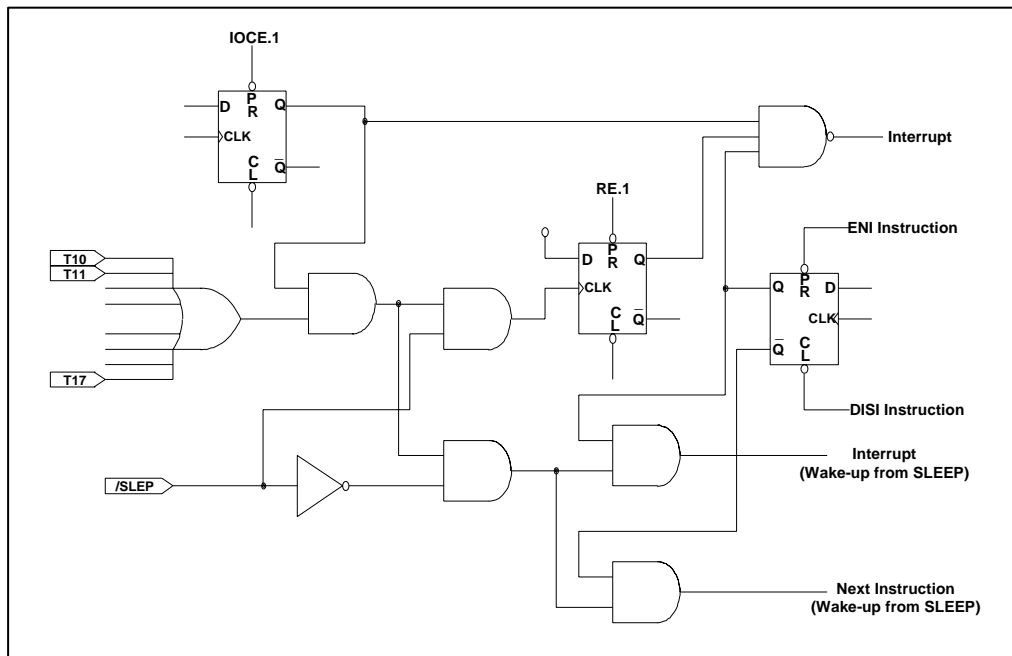 IOCE.1
P
R
D
Q
CLK
C
L
Q
Interrupt
RE.1
P
R
D
Q
CLK
C
L
Q
ENI Instruction
P
R
Q
D
CLK
C
L
Q
DISI Instruction
T10
T11
T17
/SLEP
Interrupt
(Wake-up from SLEEP)
Next Instruction
(Wake-up from SLEEP)